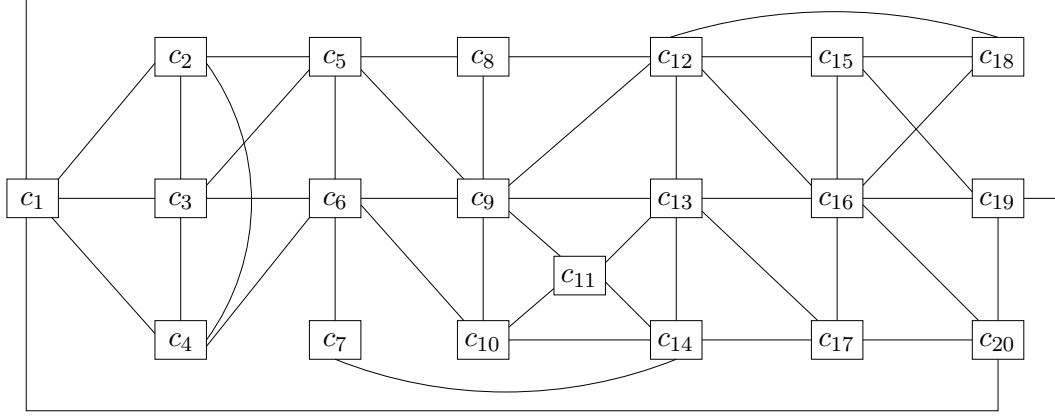 c₂ c₅ c₈ c₁₂ c₁₅ c₁₈
c₁ c₃ c₆ c₉ c₁₃ c₁₆ c₁₉
c₁₁
c₄ c₇ c₁₀ c₁₄ c₁₇ c₂₀